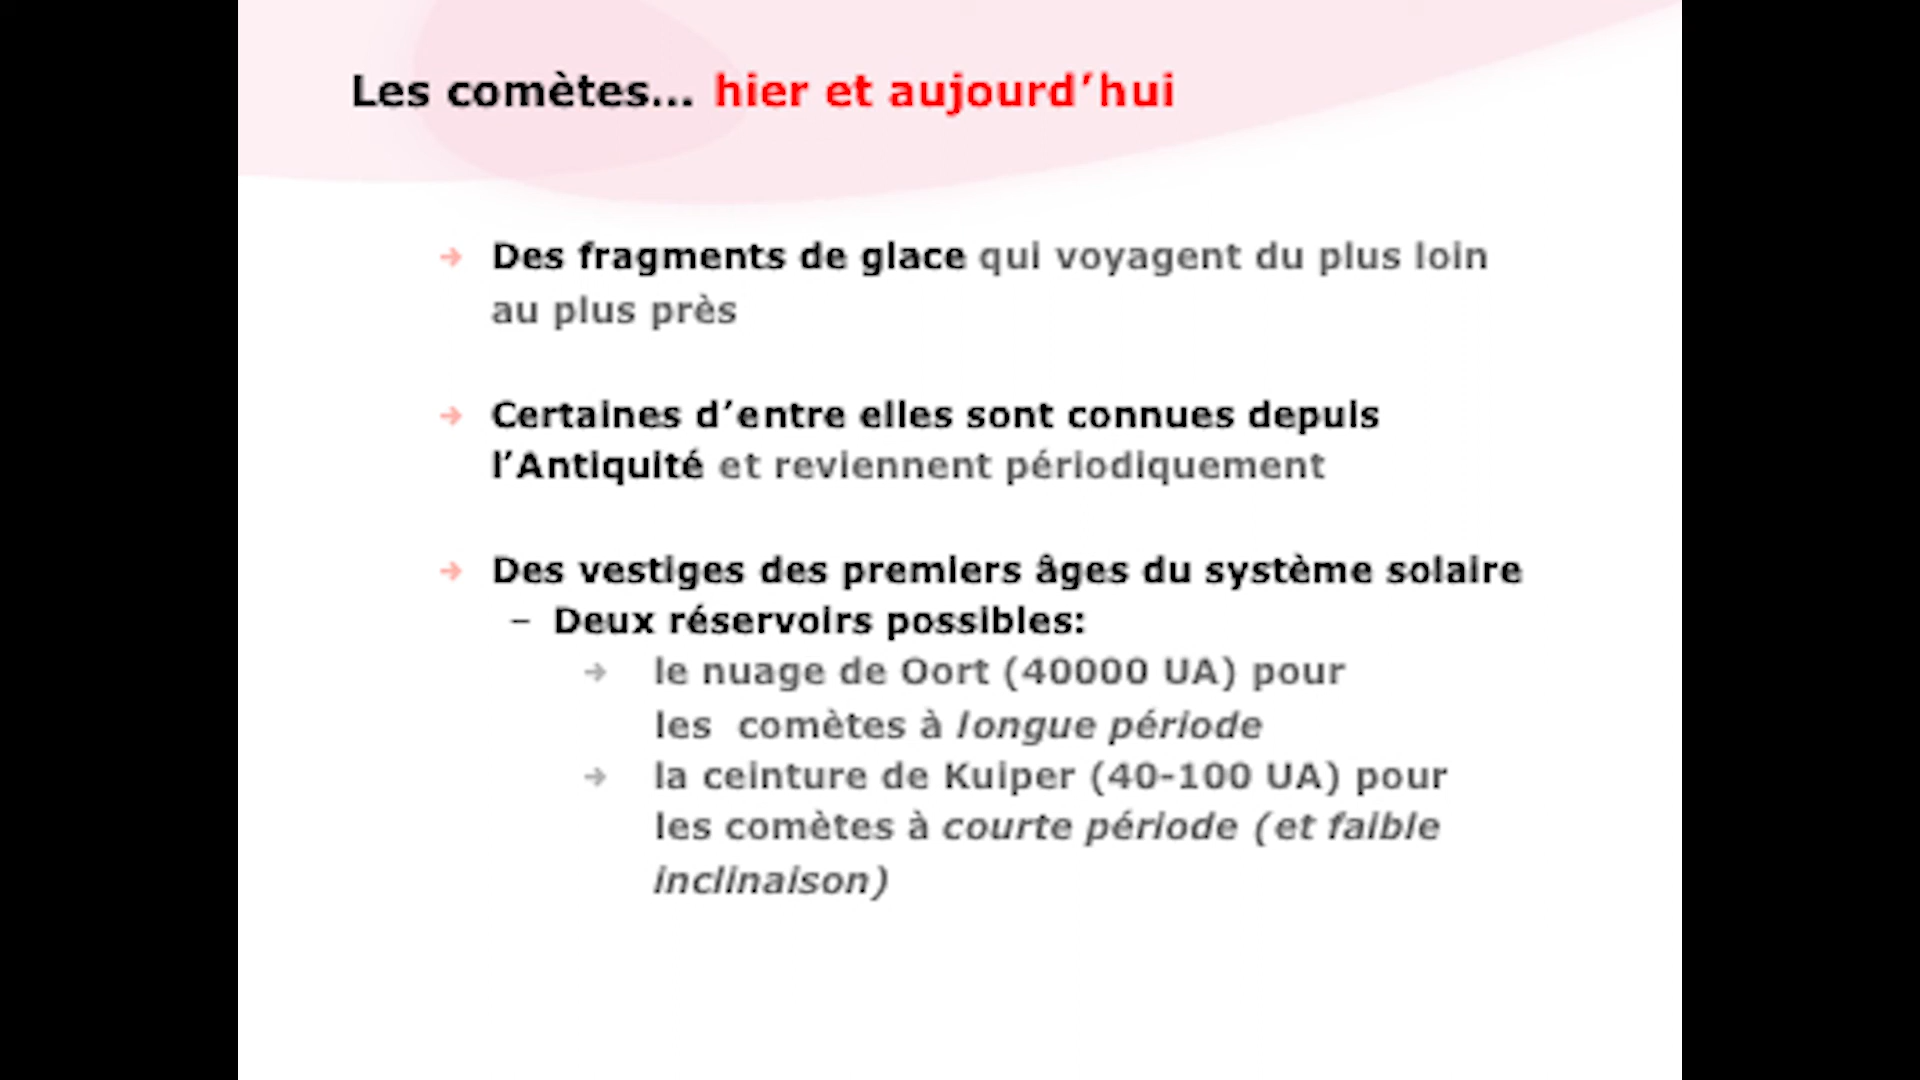 Les comètes... hier et aujourd’hui
Des fragments de glace qui voyagent du plus loin
au plus près
Certaines d’entre elles sont connues depuis
l’Antiquité et reviennent périodiquement
Des vestiges des premiers âges du système solaire
– Deux réservoirs possibles:
le nuage de Oort (40000 UA) pour
les comètes à longue période
la ceinture de Kuiper (40-100 UA) pour
les comètes à courte période (et faible
inclinaison)